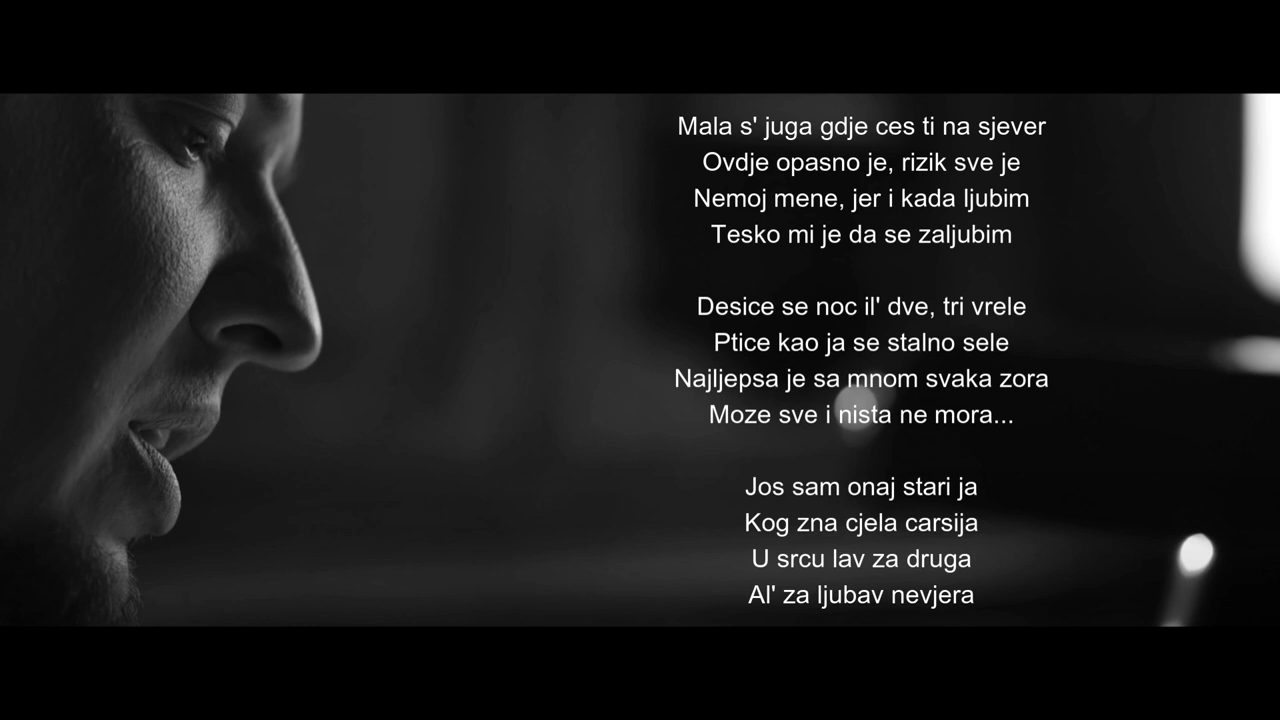 Mala s' juga gdje ces ti na sjever
Ovdje opasno je, rizik sve je
Nemoj mene, jer i kada ljubim
Tesko mi je da se zaljubim
Desice se noc il' dve, tri vrele
Ptice kao ja se stalno sele
Najljepsa je sa mnom svaka zora
Moze sve i nista ne mora...
Jos sam onaj stari ja
Kog zna cjela carsija
U srcu lav za druga
Al' za ljubav nevjera